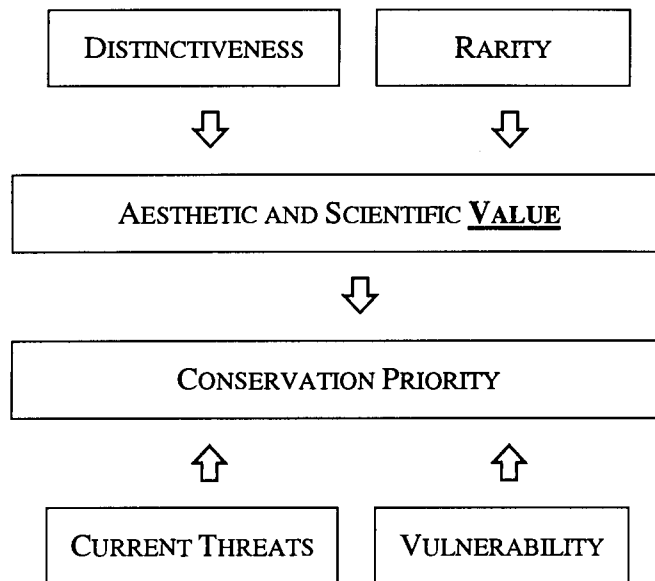 DISTINCTIVENESS
RARITY
AESTHETIC AND SCIENTIFIC VALUE
CONSERVATION PRIORITY
CURRENT THREATS
VULNERABILITY